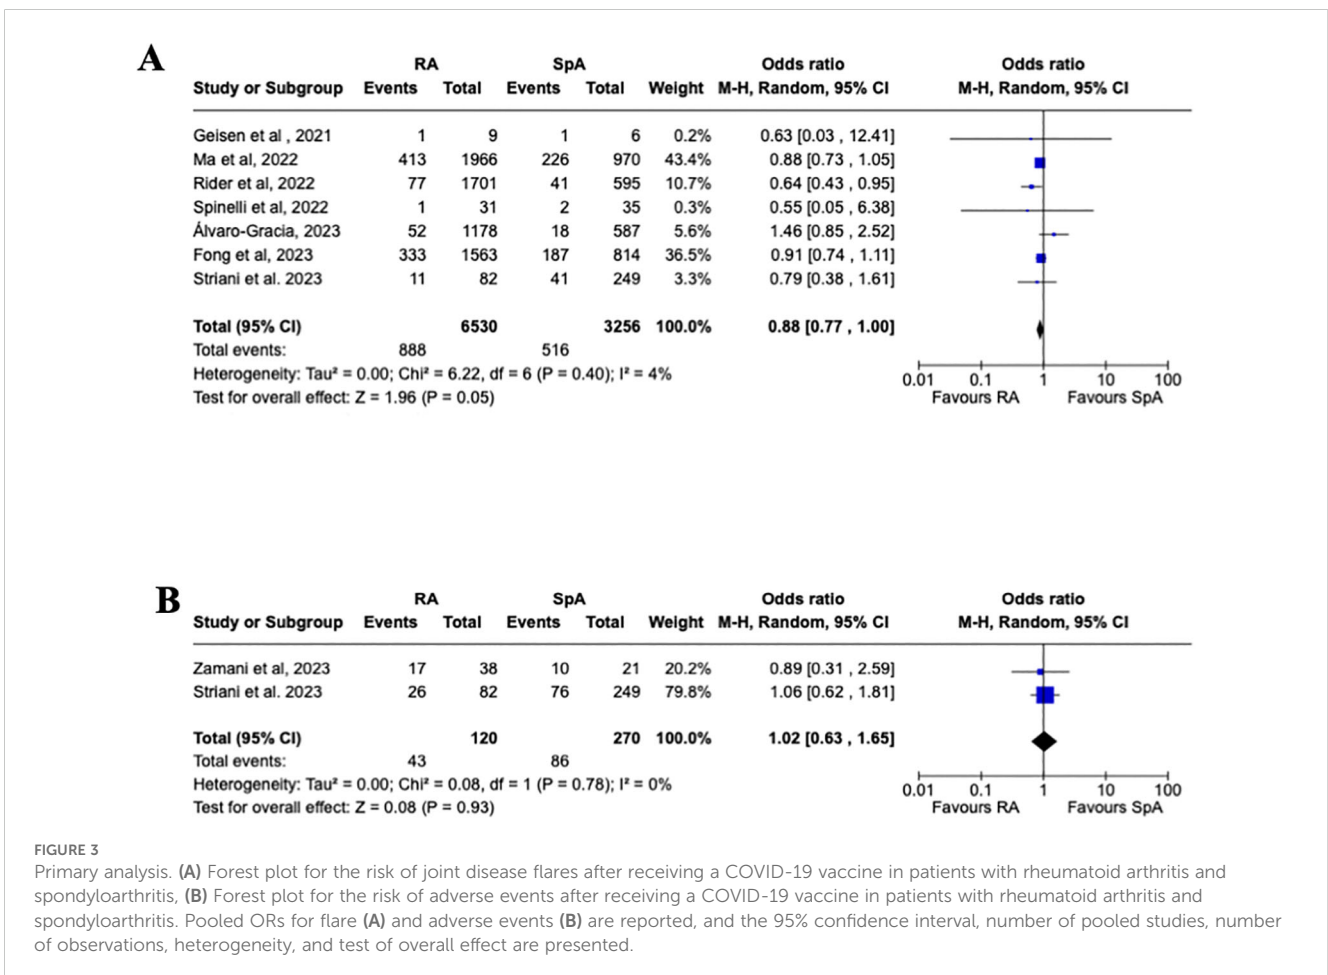 A
RA SpA Odds ratio Odds ratio
Study or Subgroup Events Total Events Total Weight M-H, Random, 95% CI M-H, Random, 95% CI
Geisen et al , 2021 1 9 1 6 0.2% 0.63 [0.03 , 12.41]
Ma et al, 2022 413 1966 226 970 43.4% 0.88 [0.73 , 1.05]
Rider et al, 2022 77 1701 41 595 10.7% 0.64 [0.43 , 0.95]
Spinelli et al, 2022 1 31 2 35 0.3% 0.55 [0.05 , 6.38]
Álvaro-Gracia, 2023 52 1178 18 587 5.6% 1.46 [0.85 , 2.52]
Fong et al, 2023 333 1563 187 814 36.5% 0.91 [0.74 , 1.11]
Striani et al. 2023 11 82 41 249 3.3% 0.79 [0.38 , 1.61]
Total (95% CI) 6530 3256 100.0% 0.88 [0.77 , 1.00]
Total events: 888 516
Heterogeneity: Tau² = 0.00; Chi² = 6.22, df = 6 (P = 0.40); I² = 4%
Test for overall effect: Z = 1.96 (P = 0.05)
0.01 0.1 1 10 100
Favours RA Favours SpA
B
RA SpA Odds ratio Odds ratio
Study or Subgroup Events Total Events Total Weight M-H, Random, 95% CI M-H, Random, 95% CI
Zamani et al, 2023 17 38 10 21 20.2% 0.89 [0.31 , 2.59]
Striani et al. 2023 26 82 76 249 79.8% 1.06 [0.62 , 1.81]
Total (95% CI) 120 270 100.0% 1.02 [0.63 , 1.65]
Total events: 43 86
Heterogeneity: Tau² = 0.00; Chi² = 0.08, df = 1 (P = 0.78); I² = 0%
Test for overall effect: Z = 0.08 (P = 0.93)
0.01 0.1 1 10 100
Favours RA Favours SpA
FIGURE 3
Primary analysis. (A) Forest plot for the risk of joint disease flares after receiving a COVID-19 vaccine in patients with rheumatoid arthritis and
spondyloarthritis, (B) Forest plot for the risk of adverse events after receiving a COVID-19 vaccine in patients with rheumatoid arthritis and
spondyloarthritis. Pooled ORs for flare (A) and adverse events (B) are reported, and the 95% confidence interval, number of pooled studies, number
of observations, heterogeneity, and test of overall effect are presented.